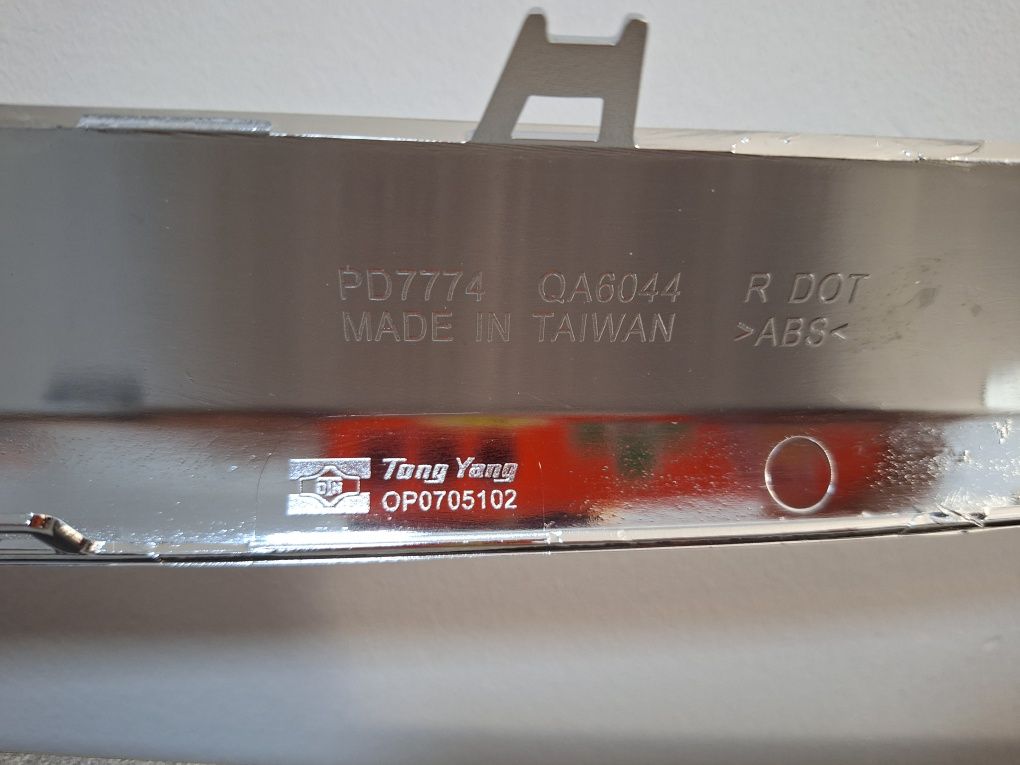 PD7774 QA6044 R DOT
MADE IN TAIWAN >ABS<
Tong Yang
OP0705102